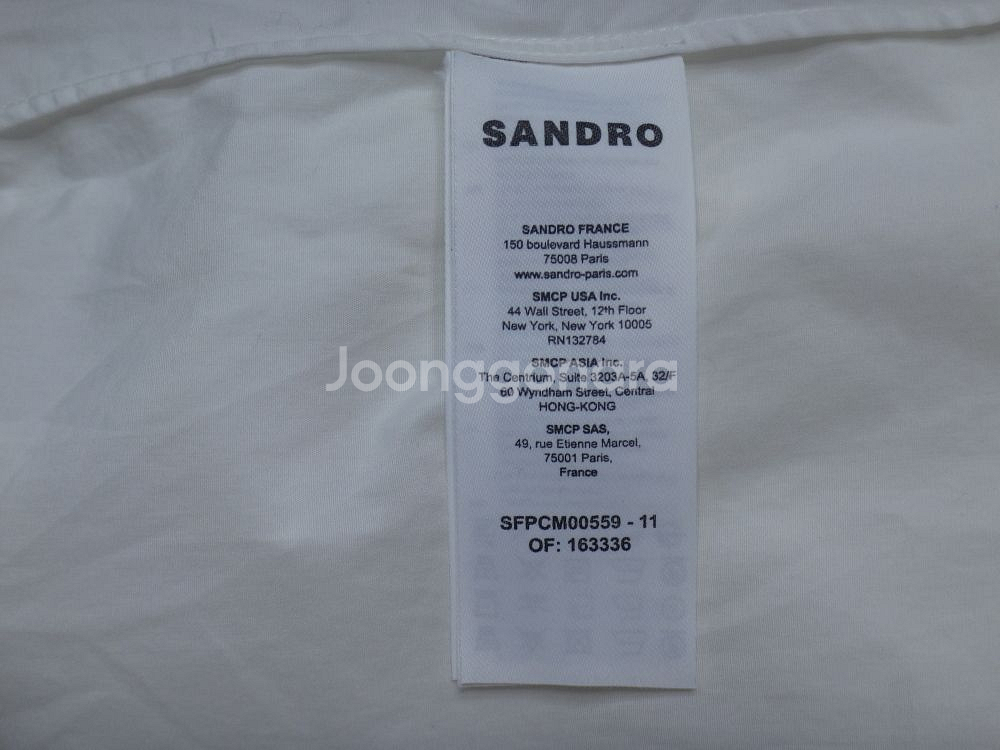 SANDRO
SANDRO FRANCE
150 boulevard Haussmann
75008 Paris
www.sandro-paris.com
SMCP USA Inc.
44 Wall Street, 12th Floor
New York, New York 10005
RN132784
Joonggonara
SMCP ASIA Inc.
The Centrium, Suite 3203A-5A, 32/F
60 Wyndham Street, Central
HONG-KONG
SMCP SAS,
49, rue Etienne Marcel,
75001 Paris,
France
SFPCM00559 - 11
OF: 163336